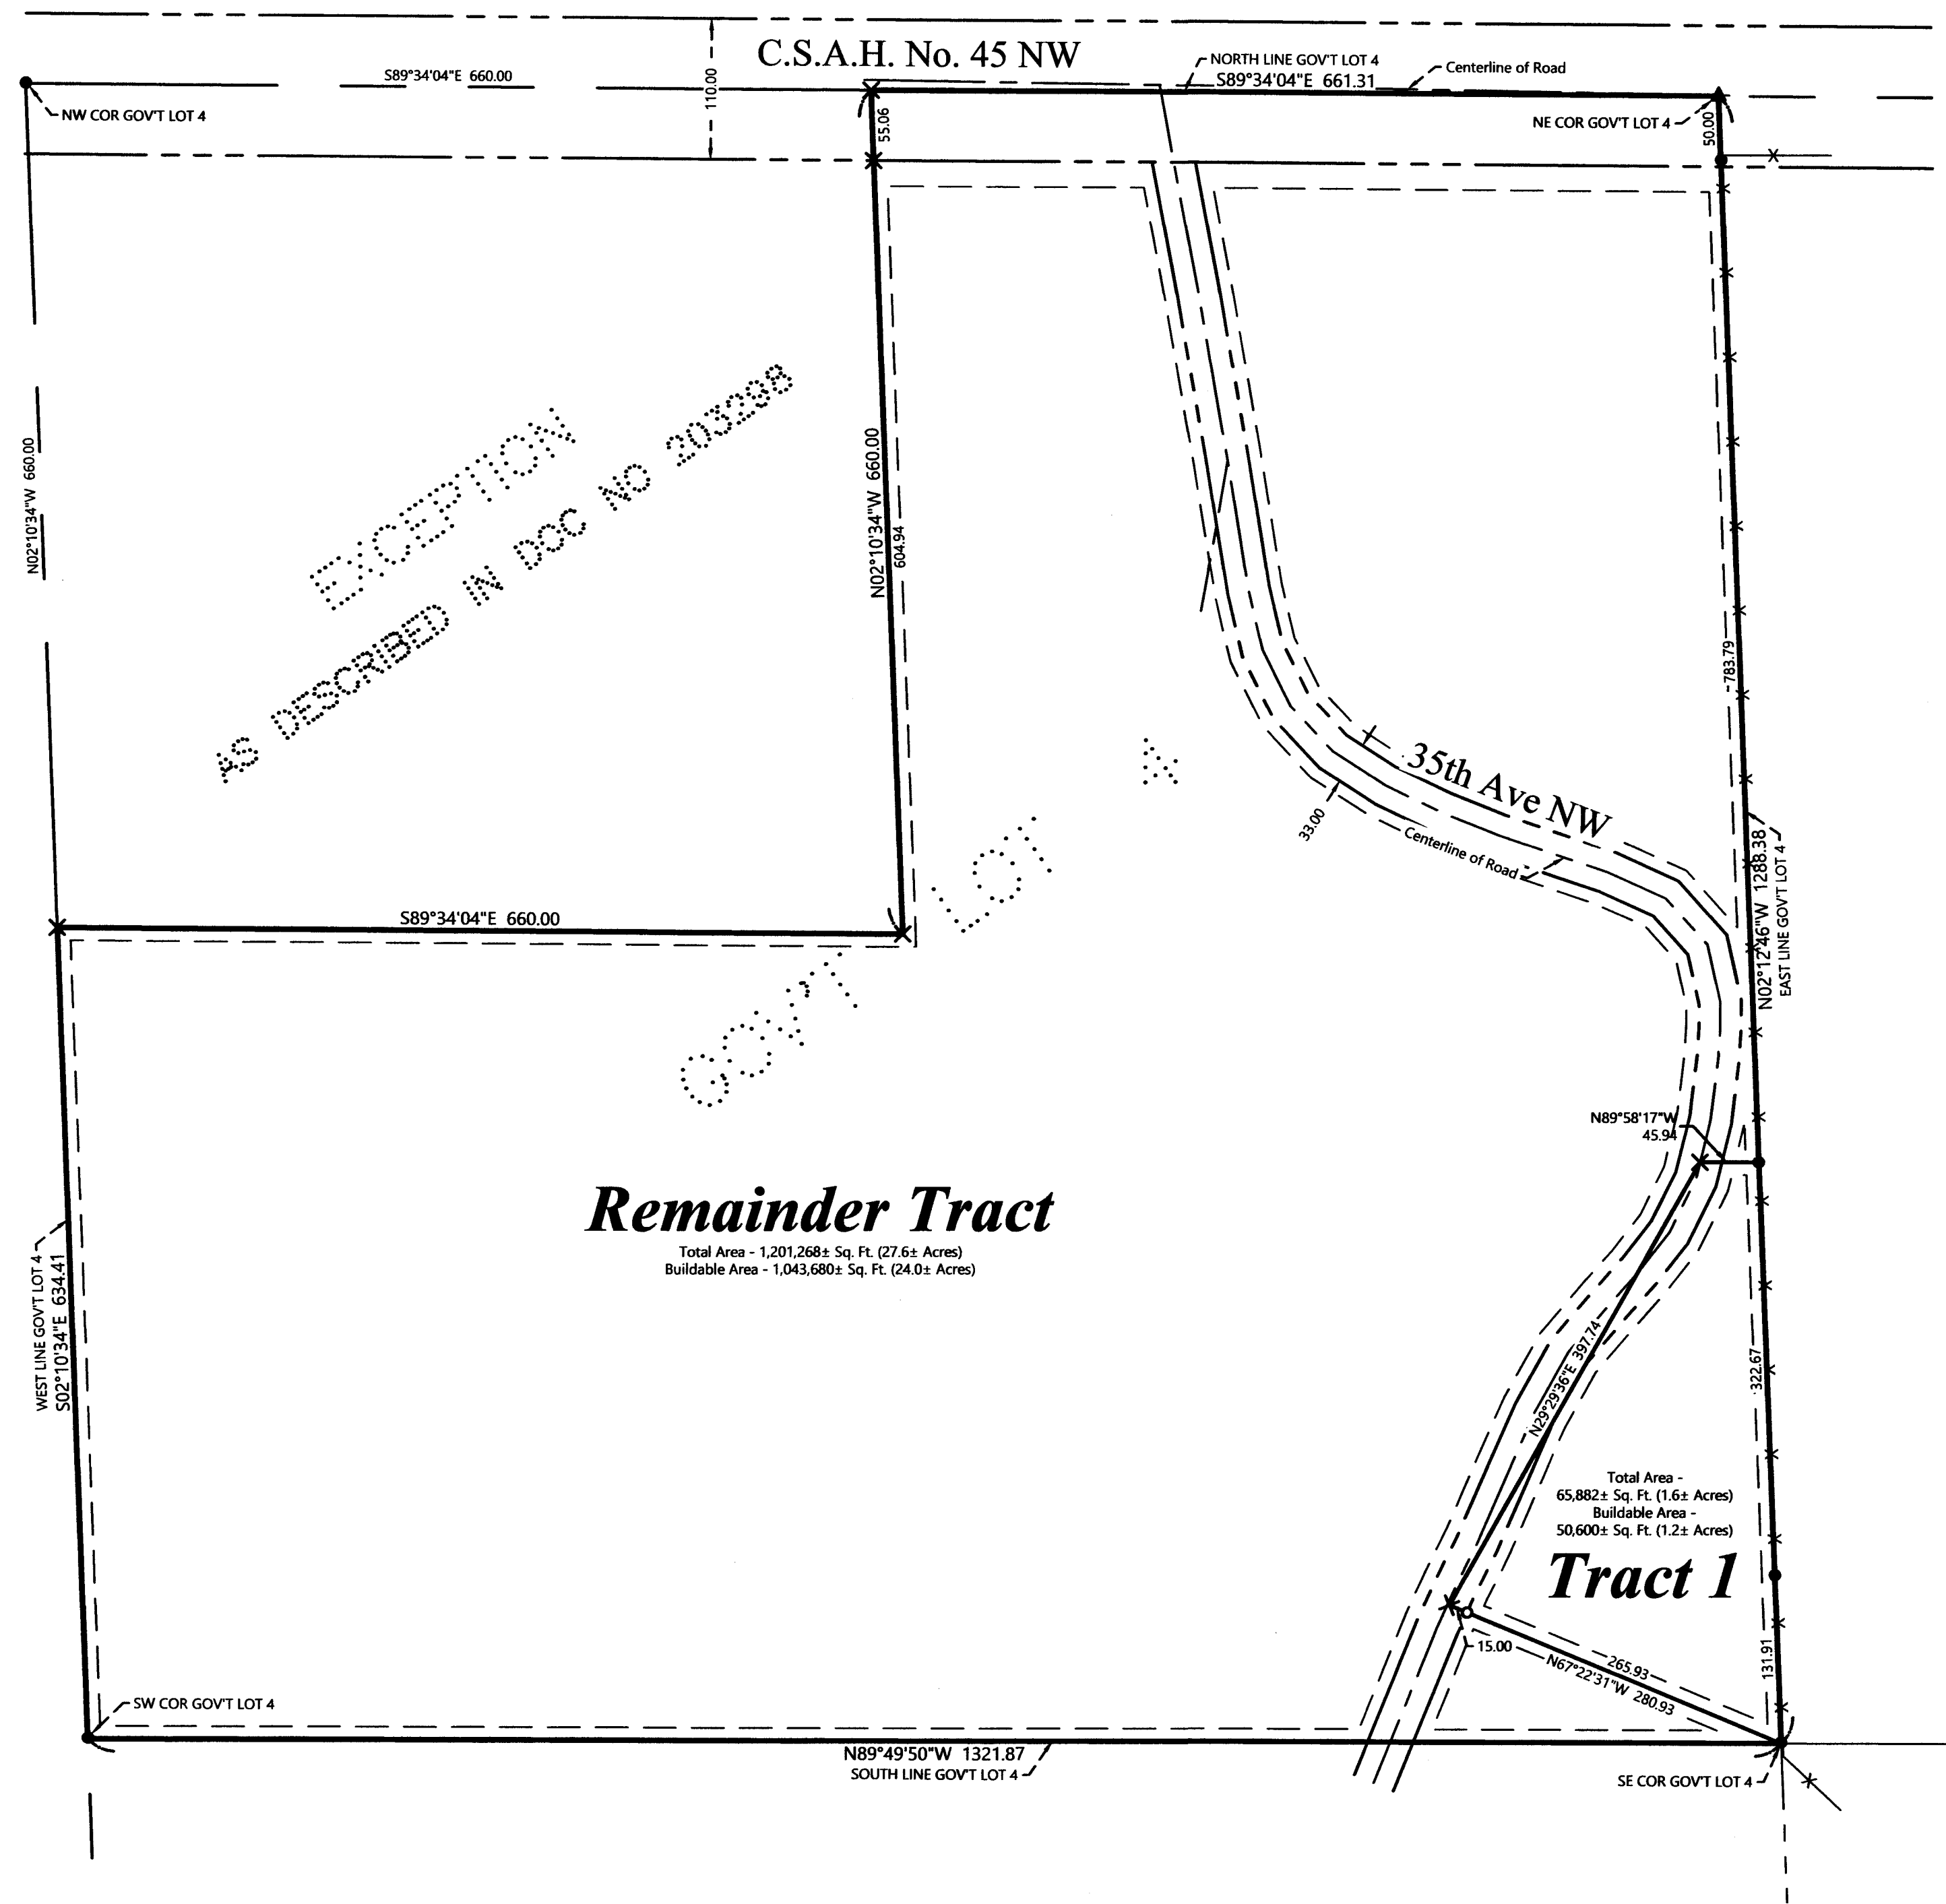 C.S.A.H. No. 45 NW
S89°34'04"E 660.00
110.00
NORTH LINE GOV'T LOT 4
S89°34'04"E 661.31
Centerline of Road
NW COR GOV'T LOT 4
NE COR GOV'T LOT 4
55.06
50.00
N02°10'34"W 660.00
EXCEPTION
AS DESCRIBED IN DOC NO 203298
N02°10'34"W 660.00
604.94
783.79
35th Ave NW
33.00
Centerline of Road
N02°12'46"W 1288.38
EAST LINE GOV'T LOT 4
S89°34'04"E 660.00
GOV'T LOT 4
N89°58'17"W
45.94
Remainder Tract
Total Area - 1,201,268± Sq. Ft. (27.6± Acres)
Buildable Area - 1,043,680± Sq. Ft. (24.0± Acres)
WEST LINE GOV'T LOT 4
S02°10'34"E 634.41
N29°29'36"E 397.74
322.67
Total Area -
65,882± Sq. Ft. (1.6± Acres)
Buildable Area -
50,600± Sq. Ft. (1.2± Acres)
Tract 1
15.00
265.93
N67°22'31"W 280.93
131.91
SW COR GOV'T LOT 4
N89°49'50"W 1321.87
SOUTH LINE GOV'T LOT 4
SE COR GOV'T LOT 4